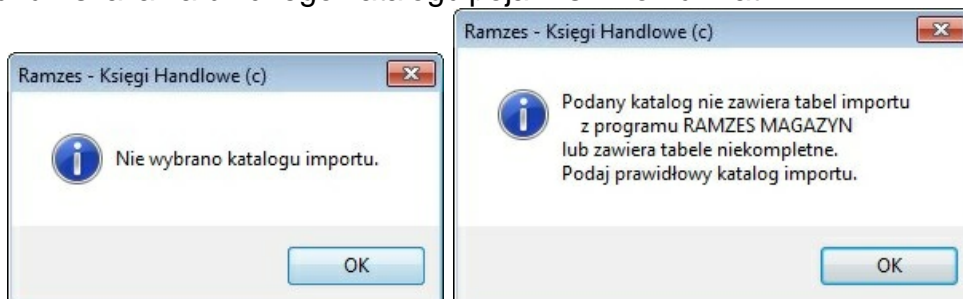 Ramzes - Księgi Handlowe (c)
Nie wybrano katalogu importu.
OK
Ramzes - Księgi Handlowe (c)
Podany katalog nie zawiera tabel importu
z programu RAMZES MAGAZYN
lub zawiera tabele niekompletne.
Podaj prawidłowy katalog importu.
OK